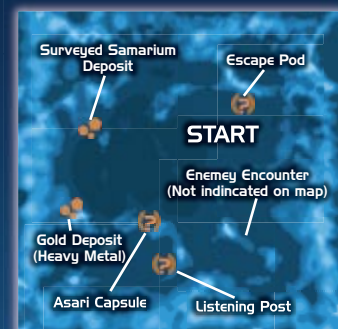 Surveyed Samarium
Deposit
Escape Pod
START
Enemey Encounter
(Not indincated on map)
Gold Deposit
(Heavy Metal)
Asari Capsule
Listening Post